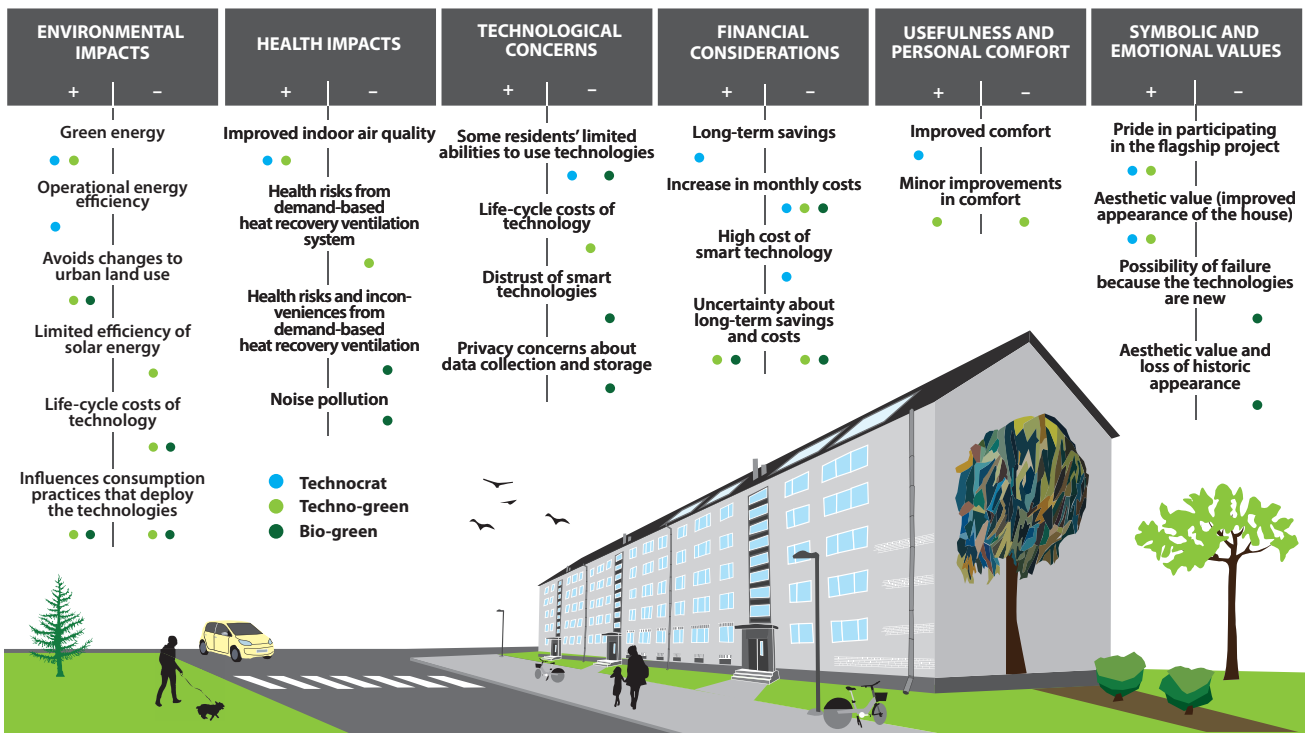 ENVIRONMENTAL
IMPACTS
+ –
Green energy
Operational energy
efficiency
Avoids changes to
urban land use
Limited efficiency of
solar energy
Life-cycle costs of
technology
Influences consumption
practices that deploy
the technologies
HEALTH IMPACTS
+ –
Improved indoor air quality
Health risks from
demand-based
heat recovery ventilation
system
Health risks and incon-
veniences from
demand-based
heat recovery ventilation
Noise pollution
Technocrat
Techno-green
Bio-green
TECHNOLOGICAL
CONCERNS
+ –
Some residents’ limited
abilities to use technologies
Life-cycle costs of
technology
Distrust of smart
technologies
Privacy concerns about
data collection and storage
FINANCIAL
CONSIDERATIONS
+ –
Long-term savings
Increase in monthly costs
High cost of
smart technology
Uncertainty about
long-term savings
and costs
USEFULNESS AND
PERSONAL COMFORT
+ –
Improved comfort
Minor improvements
in comfort
SYMBOLIC AND
EMOTIONAL VALUES
+ –
Pride in participating
in the flagship project
Aesthetic value (improved
appearance of the house)
Possibility of failure
because the technologies
are new
Aesthetic value and
loss of historic
appearance